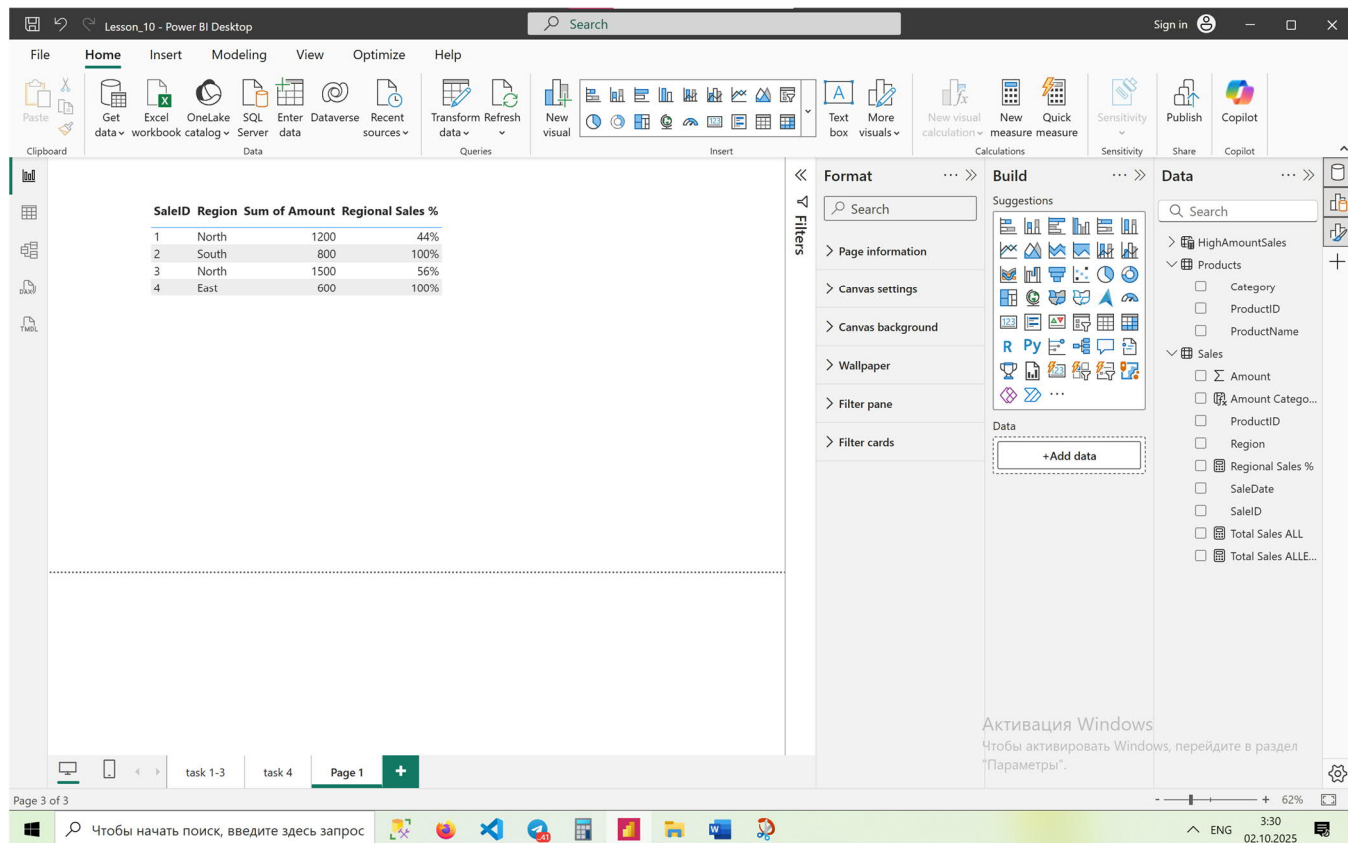 Lesson_10 - Power BI Desktop
Search
Sign in
File Home Insert Modeling View Optimize Help
Paste
Get data
Excel workbook
OneLake catalog
SQL Server
Enter data
Dataverse
Recent sources
Transform data
Refresh
New visual
Text box
More visuals
New visual calculation
New measure
Quick measure
Sensitivity
Publish
Copilot
Clipboard Data Queries Insert Calculations Sensitivity Share Copilot
SaleID Region Sum of Amount Regional Sales %
1 North 1200 44%
2 South 800 100%
3 North 1500 56%
4 East 600 100%
DAX
TMDL
Filters
Format
Search
Page information
Canvas settings
Canvas background
Wallpaper
Filter pane
Filter cards
Build
Suggestions
123
R Py
123
Data
+Add data
Data
Search
HighAmountSales
Products
Category
ProductID
ProductName
Sales
Σ Amount
Amount Catego...
ProductID
Region
Regional Sales %
SaleDate
SaleID
Total Sales ALL
Total Sales ALLE...
Активация Windows
Чтобы активировать Windows, перейдите в раздел
"Параметры".
task 1-3 task 4 Page 1 +
Page 3 of 3
- + 62%
Чтобы начать поиск, введите здесь запрос
41
ENG
3:30
02.10.2025